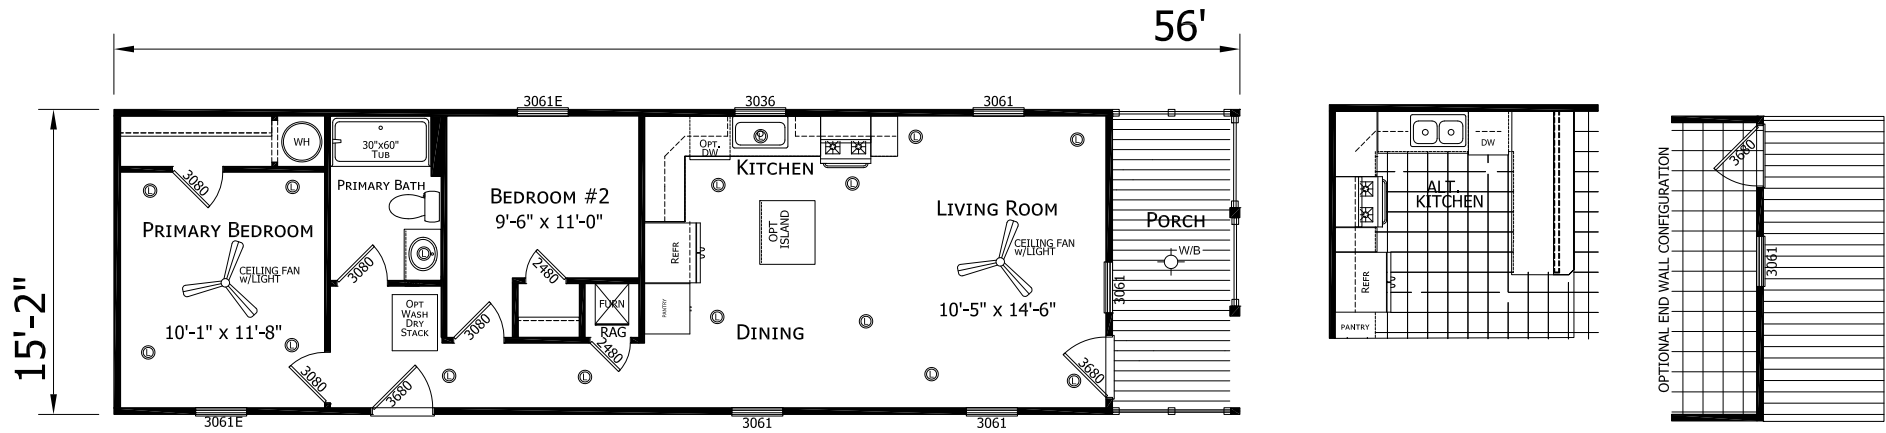 56'
15'-2"
3061E
3036
3061
WH
30"x60"
TUB
3080
PRIMARY BATH
PRIMARY BEDROOM
CEILING FAN
w/LIGHT
10'-1" x 11'-8"
3080
3080
3061E
OPT
WASH
DRY
STACK
3680
BEDROOM #2
9'-6" x 11'-0"
2480
3080
FURN
RAG
2480
OPT.
DW
KITCHEN
REFR
PANTRY
OPT
ISLAND
DINING
3061
LIVING ROOM
CEILING FAN
w/LIGHT
10'-5" x 14'-6"
3061
3061
3680
PORCH
W/B
DW
ALT.
KITCHEN
REFR
PANTRY
OPTIONAL END WALL CONFIGURATION
3680
3061
L
L
L
L
L
L
L
L
L
L
L
L
L
L